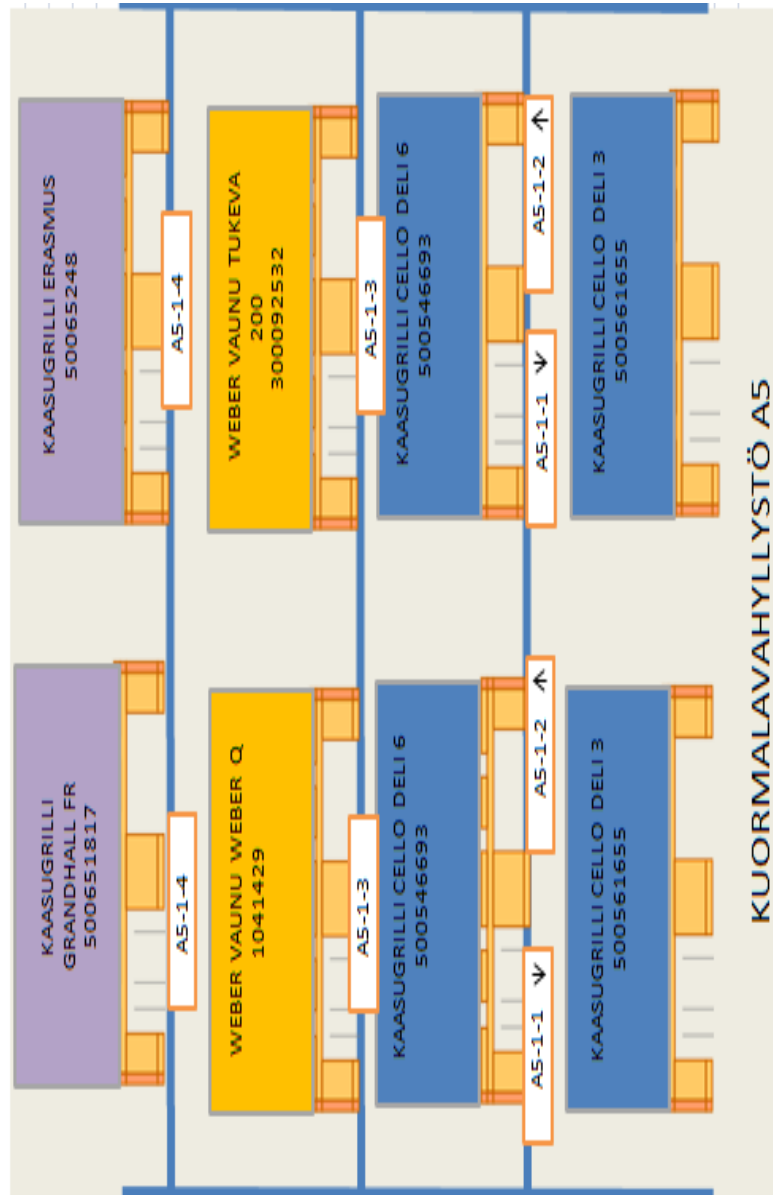 KAASUGRILLI
GRANDHALL FR
500651817
KAASUGRILLI ERASMUS
50065248
A5-1-4
A5-1-4
WEBER VAUNU WEBER Q
1041429
WEBER VAUNU TUKEVA
200
300092532
A5-1-3
A5-1-3
KAASUGRILLI CELLO DELI 6
500546693
KAASUGRILLI CELLO DELI 6
500546693
A5-1-1 ↓
A5-1-2 ↑
A5-1-1 ↓
A5-1-2 ↑
KAASUGRILLI CELLO DELI 3
500561655
KAASUGRILLI CELLO DELI 3
500561655
KUORMALAVAHYLLYSTÖ A5